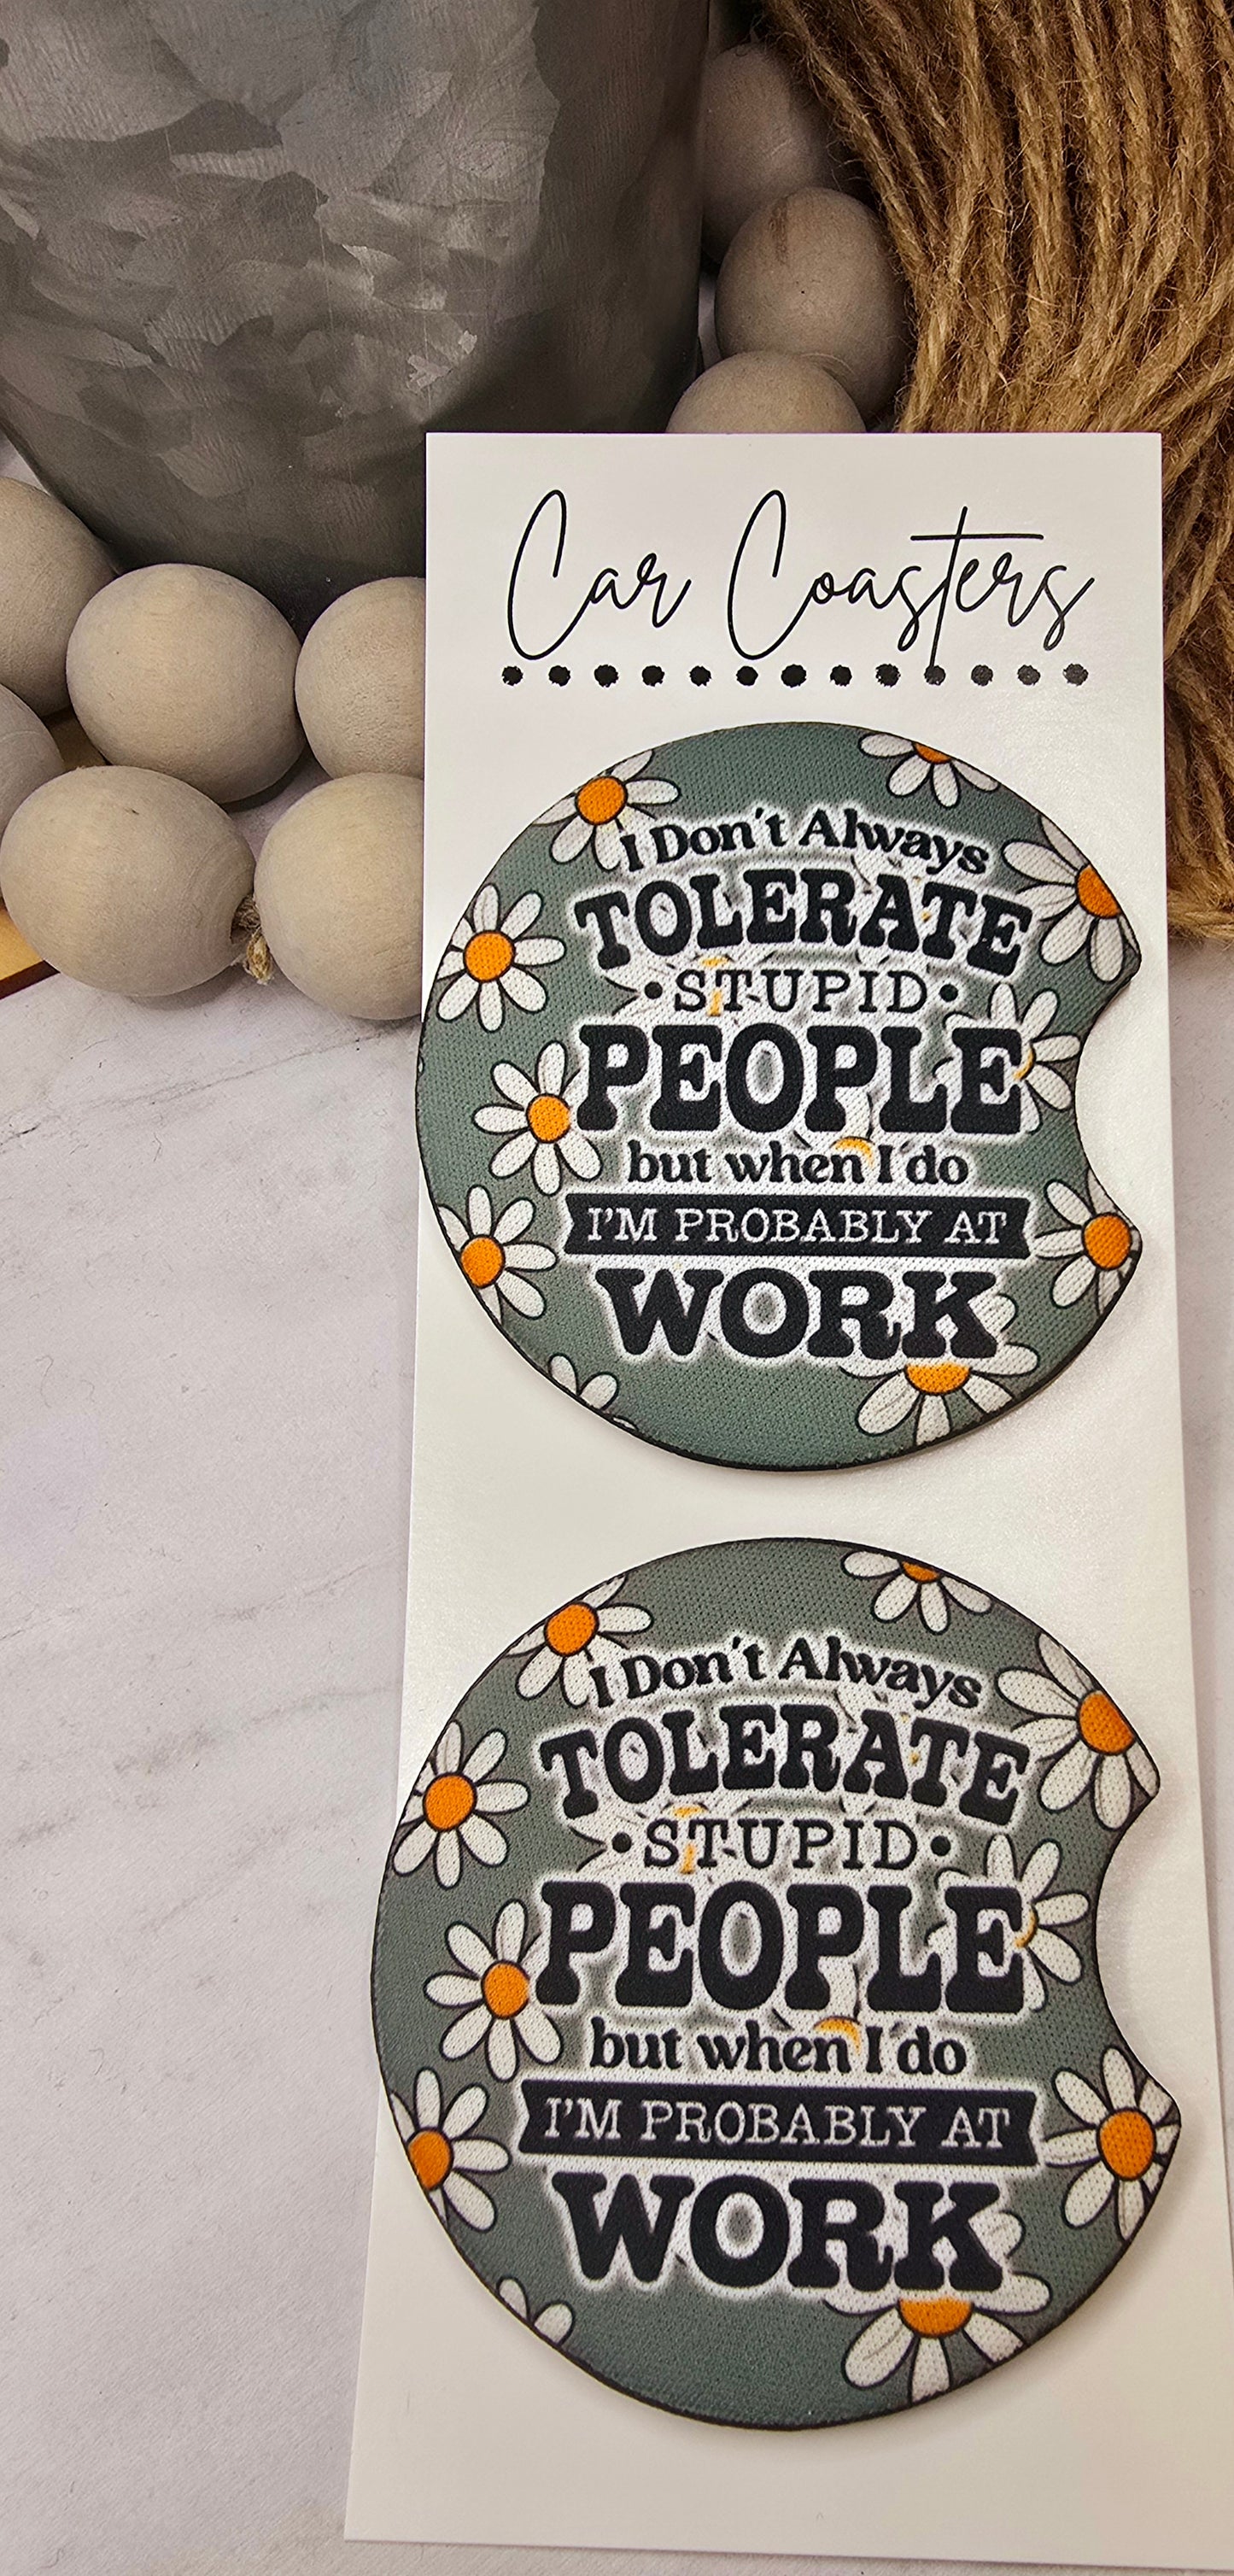 Car Coasters
I Don't Always
TOLERATE
•STUPID•
PEOPLE
but when I do
I'M PROBABLY AT
WORK
I Don't Always
TOLERATE
•STUPID•
PEOPLE
but when I do
I'M PROBABLY AT
WORK